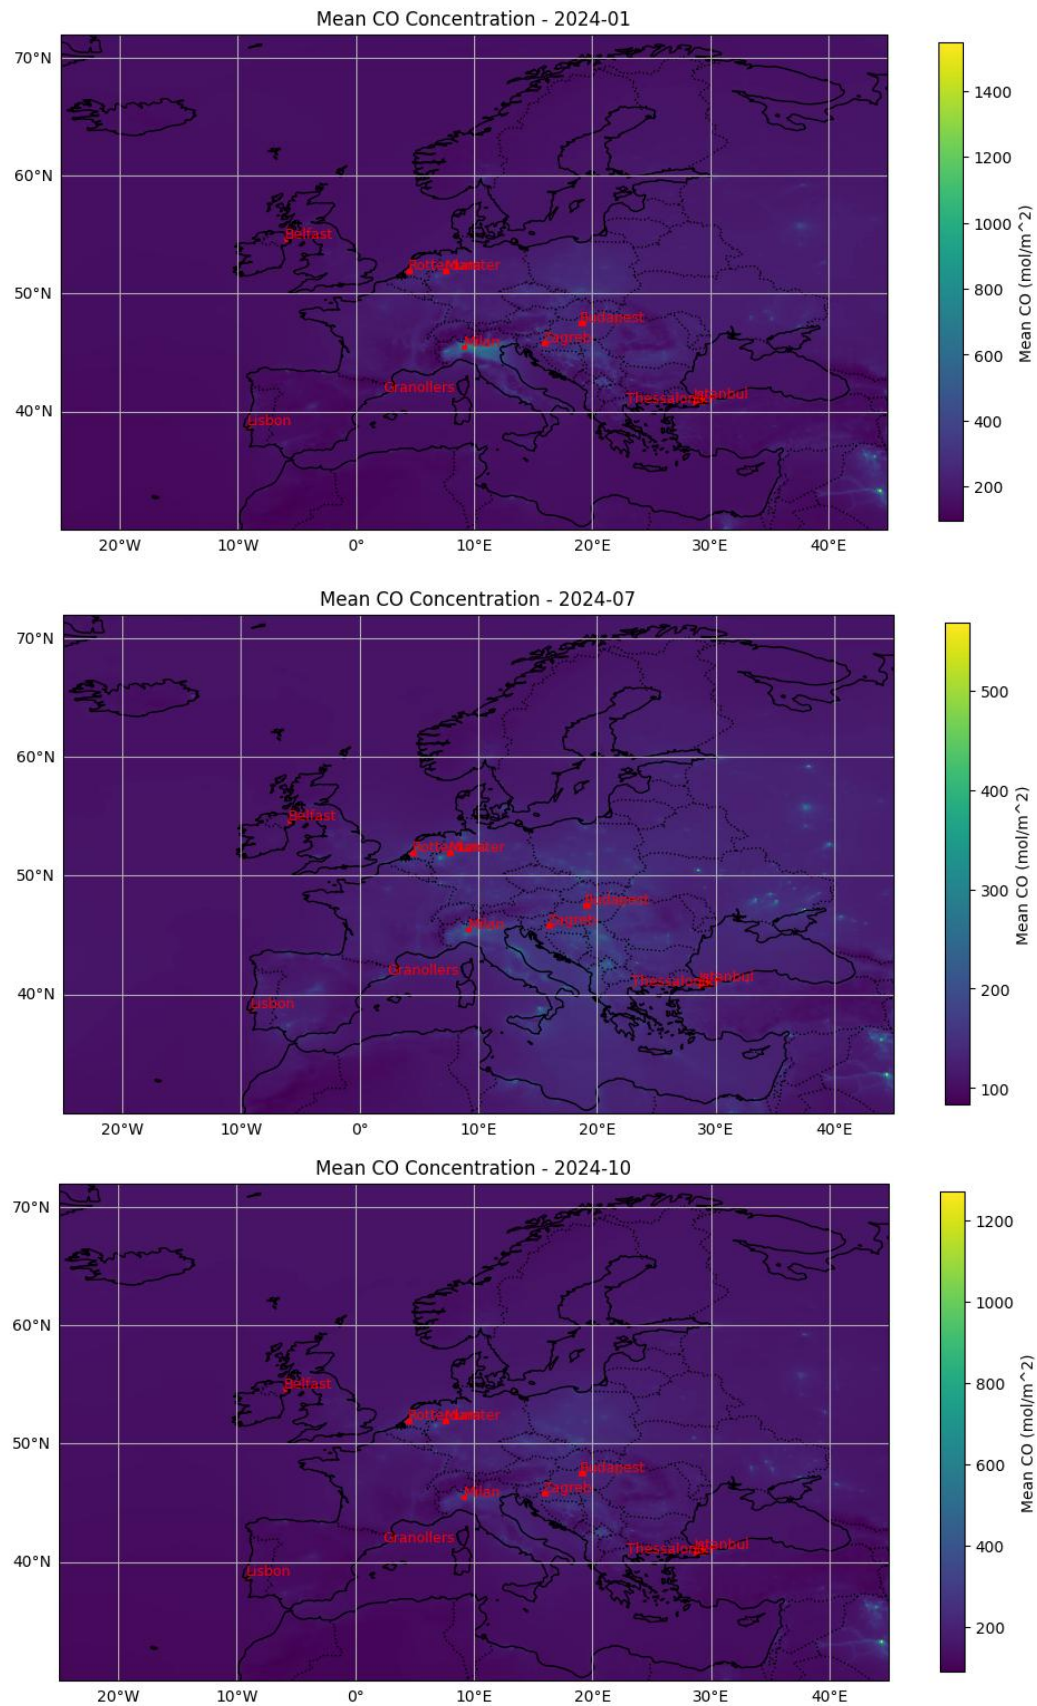 Mean CO Concentration - 2024-01
70°N
60°N
50°N
40°N
20°W 10°W 0° 10°E 20°E 30°E 40°E
Belfast
Budapest
Zagreb
Milan
Granollers
Istanbul
Lisbon
1400
1200
1000
800
600
400
200
Mean CO (mol/m^2)
Mean CO Concentration - 2024-07
70°N
60°N
50°N
40°N
20°W 10°W 0° 10°E 20°E 30°E 40°E
Belfast
Budapest
Zagreb
Milan
Granollers
Istanbul
Lisbon
500
400
300
200
100
Mean CO (mol/m^2)
Mean CO Concentration - 2024-10
70°N
60°N
50°N
40°N
20°W 10°W 0° 10°E 20°E 30°E 40°E
Belfast
Budapest
Zagreb
Milan
Granollers
Istanbul
Lisbon
1200
1000
800
600
400
200
Mean CO (mol/m^2)